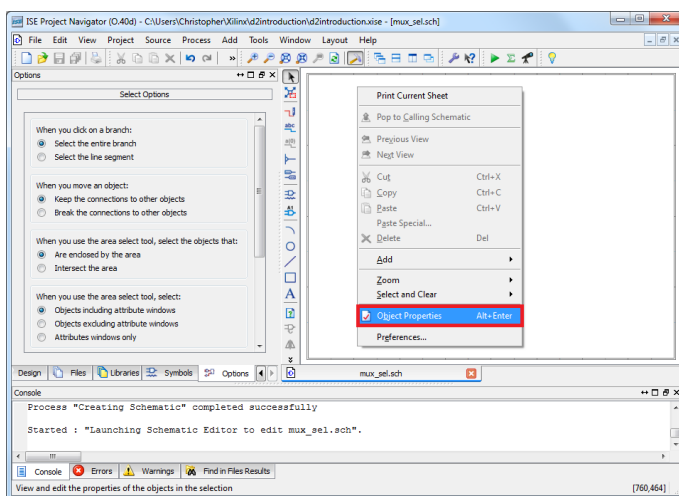 ISE Project Navigator (O.40d) - C:\Users\Christopher\Xilinx\d2introduction\d2introduction.xise - [mux_sel.sch]
File Edit View Project Source Process Add Tools Window Layout Help
Options
Select Options
When you click on a branch:
Select the entire branch
Select the line segment
When you move an object:
Keep the connections to other objects
Break the connections to other objects
When you use the area select tool, select the objects that:
Are enclosed by the area
Intersect the area
When you use the area select tool, select:
Objects including attribute windows
Objects excluding attribute windows
Attributes windows only
Print Current Sheet
Pop to Calling Schematic
Previous View
Next View
Cut Ctrl+X
Copy Ctrl+C
Paste Ctrl+V
Paste Special...
Delete Del
Add
Zoom
Select and Clear
Object Properties Alt+Enter
Preferences...
Design Files Libraries Symbols Options
mux_sel.sch
Console
Process "Creating Schematic" completed successfully
Started : "Launching Schematic Editor to edit mux_sel.sch".
Console Errors Warnings Find in Files Results
View and edit the properties of the objects in the selection [760,464]